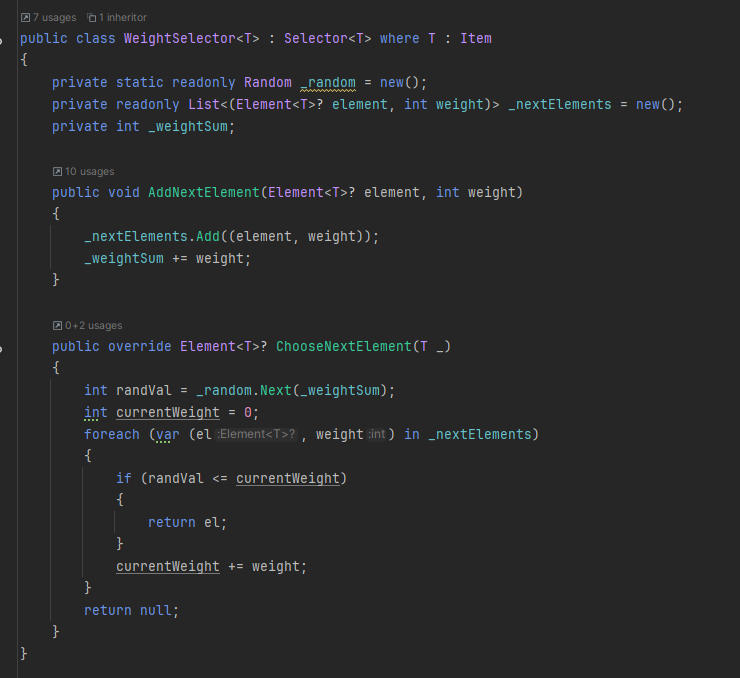 7 usages 1 inheritor
public class WeightSelector<T> : Selector<T> where T : Item
{
    private static readonly Random _random = new();
    private readonly List<(Element<T>? element, int weight)> _nextElements = new();
    private int _weightSum;
    10 usages
    public void AddNextElement(Element<T>? element, int weight)
    {
        _nextElements.Add((element, weight));
        _weightSum += weight;
    }
    0+2 usages
    public override Element<T>? ChooseNextElement(T _)
    {
        int randVal = _random.Next(_weightSum);
        int currentWeight = 0;
        foreach (var (el :Element<T>? , weight :int ) in _nextElements)
        {
            if (randVal <= currentWeight)
            {
                return el;
            }
            currentWeight += weight;
        }
        return null;
    }
}